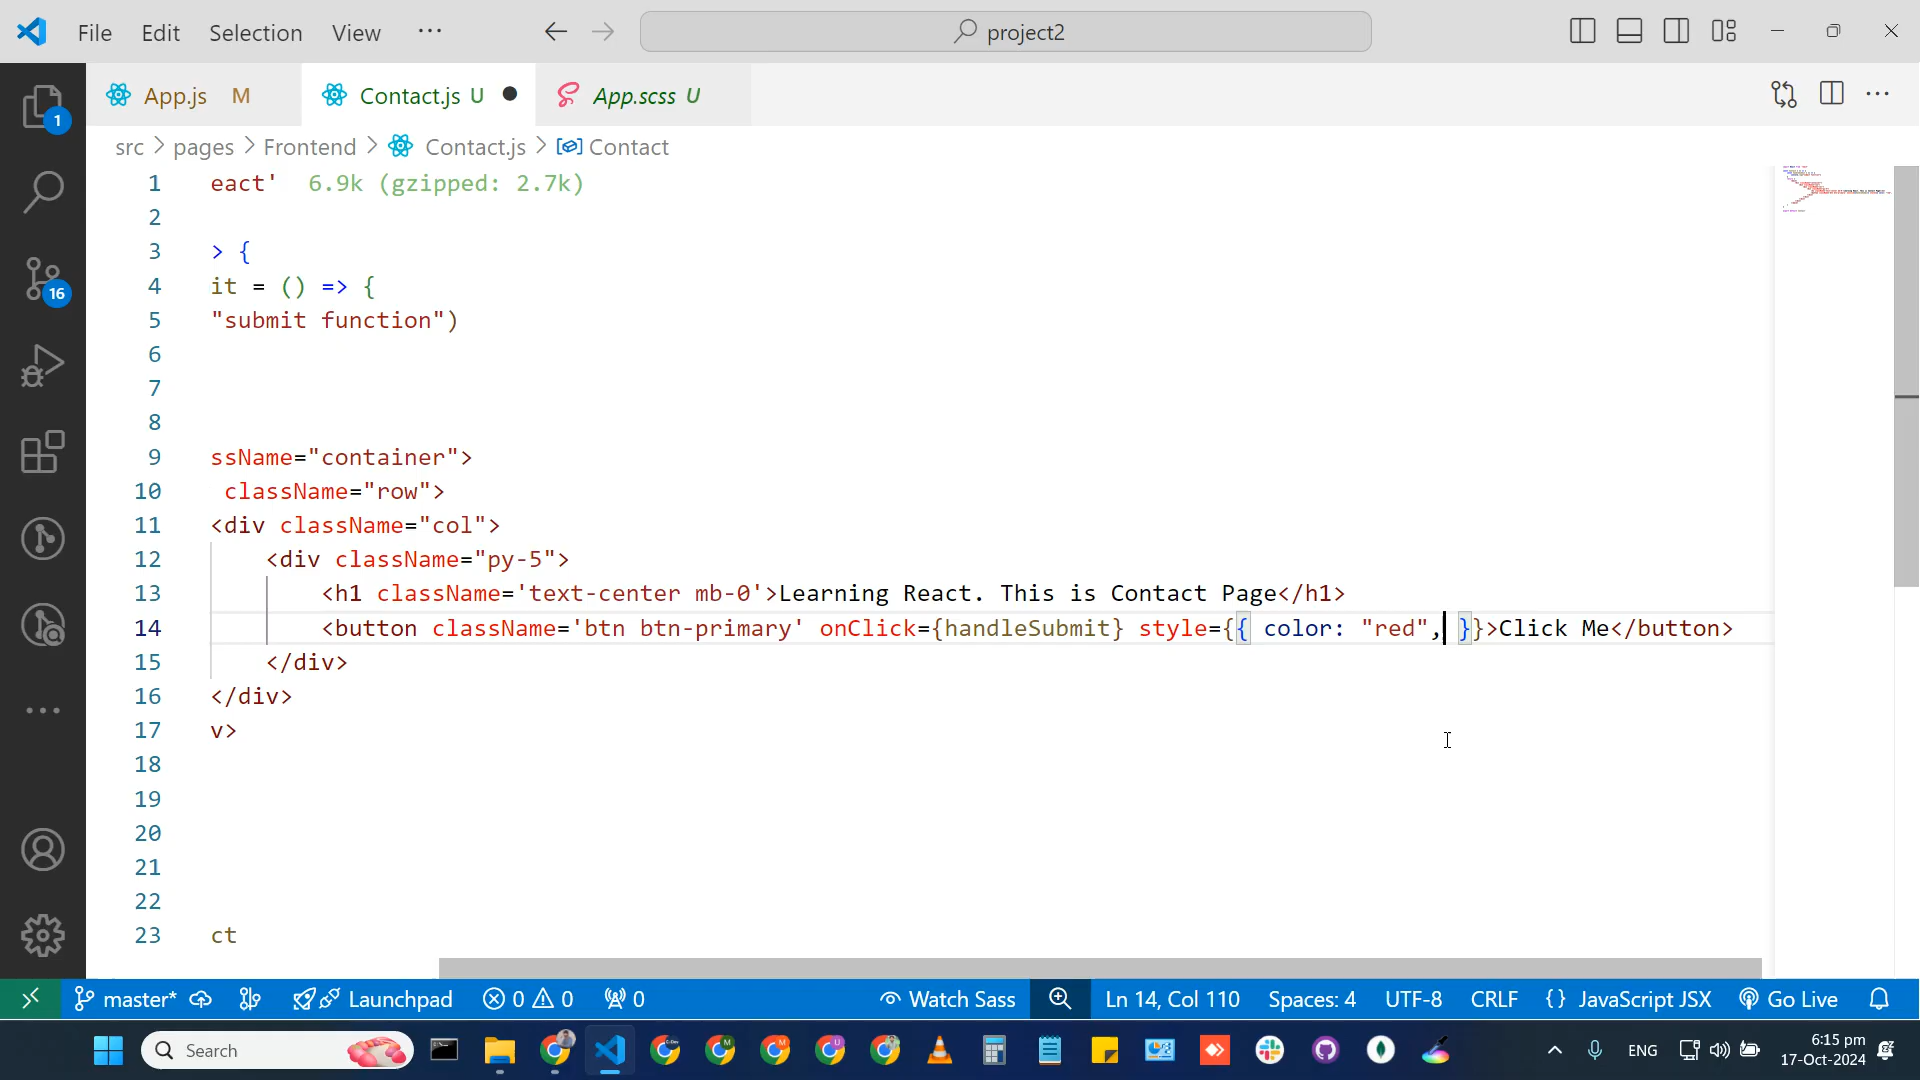 File Edit Selection View ··· project2
App.js M Contact.js U App.scss U
src > pages > Frontend > Contact.js > Contact
1 eact' 6.9k (gzipped: 2.7k)
2
3 > {
4 it = () => {
5 "submit function")
6
7
8
9 ssName="container">
10 className="row">
11 <div className="col">
12 <div className="py-5">
13 <h1 className='text-center mb-0'>Learning React. This is Contact Page</h1>
14 <button className='btn btn-primary' onClick={handleSubmit} style={{ color: "red", }}>Click Me</button>
15 </div>
16 </div>
17 v>
18
19
20
21
22
23 ct
1
16
master* Launchpad 0 0 0 Watch Sass Ln 14, Col 110 Spaces: 4 UTF-8 CRLF {} JavaScript JSX Go Live
Search ENG 6:15 pm
17-Oct-2024